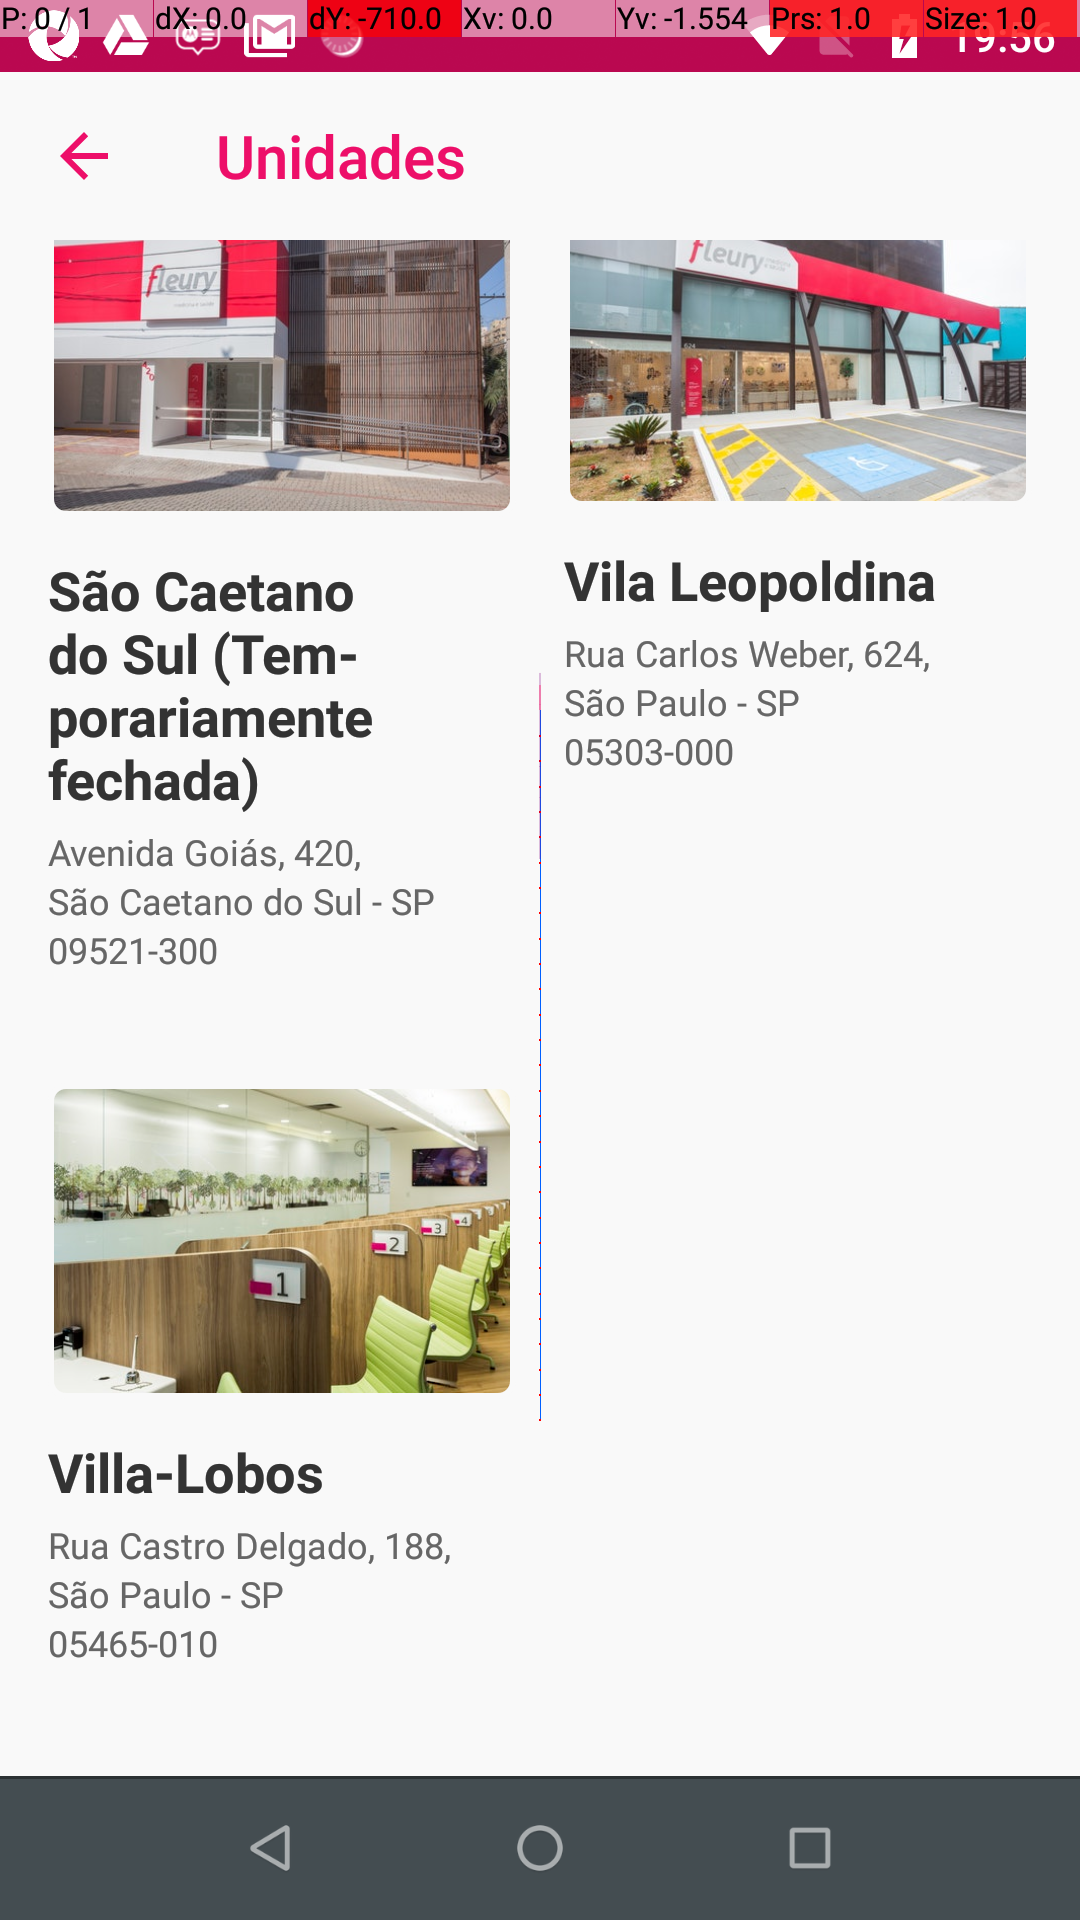 P: 0 / 1 dX: 0.0 dY: -710.0 Xv: 0.0 Yv: -1.554 Prs: 1.0 Size: 1.0
19:56
Unidades
fleury
fleury
São Caetano
do Sul (Tem-
porariamente
fechada)
Avenida Goiás, 420,
São Caetano do Sul - SP
09521-300
Vila Leopoldina
Rua Carlos Weber, 624,
São Paulo - SP
05303-000
1
2
3
4
Villa-Lobos
Rua Castro Delgado, 188,
São Paulo - SP
05465-010